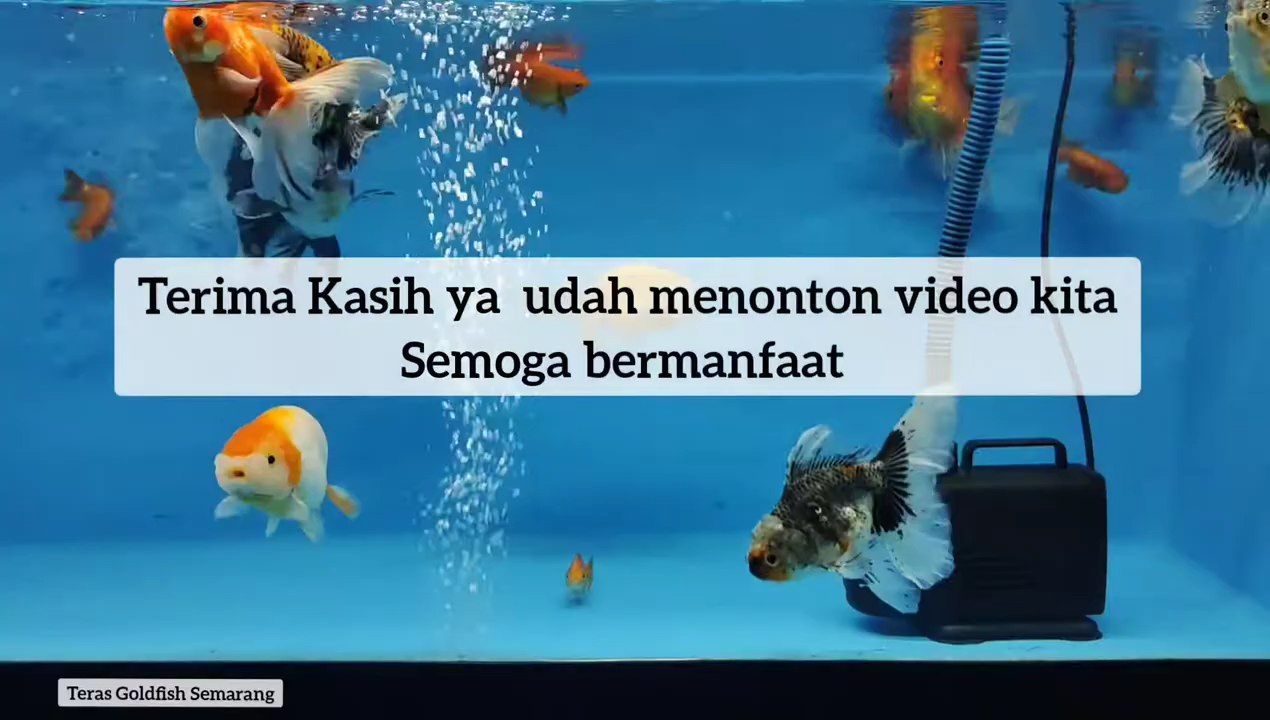 Terima Kasih ya udah menonton video kita
Semoga bermanfaat
Teras Goldfish Semarang